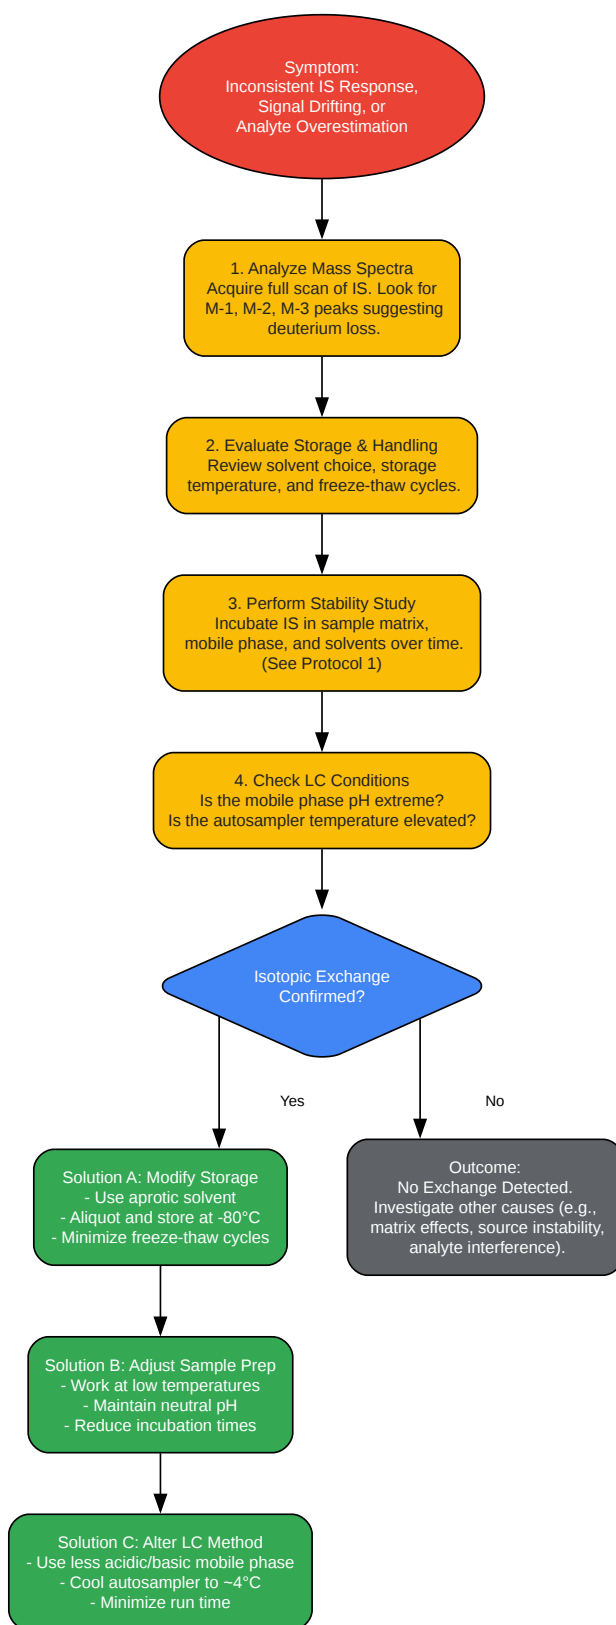 Symptom:
Inconsistent IS Response,
Signal Drifting, or
Analyte Overestimation
1. Analyze Mass Spectra
Acquire full scan of IS. Look for
M-1, M-2, M-3 peaks suggesting
deuterium loss.
2. Evaluate Storage & Handling
Review solvent choice, storage
temperature, and freeze-thaw cycles.
3. Perform Stability Study
Incubate IS in sample matrix,
mobile phase, and solvents over time.
(See Protocol 1)
4. Check LC Conditions
Is the mobile phase pH extreme?
Is the autosampler temperature elevated?
Isotopic Exchange
Confirmed?
Yes
No
Solution A: Modify Storage
- Use aprotic solvent
- Aliquot and store at -80°C
- Minimize freeze-thaw cycles
Outcome:
No Exchange Detected.
Investigate other causes (e.g.,
matrix effects, source instability,
analyte interference).
Solution B: Adjust Sample Prep
- Work at low temperatures
- Maintain neutral pH
- Reduce incubation times
Solution C: Alter LC Method
- Use less acidic/basic mobile phase
- Cool autosampler to ~4°C
- Minimize run time